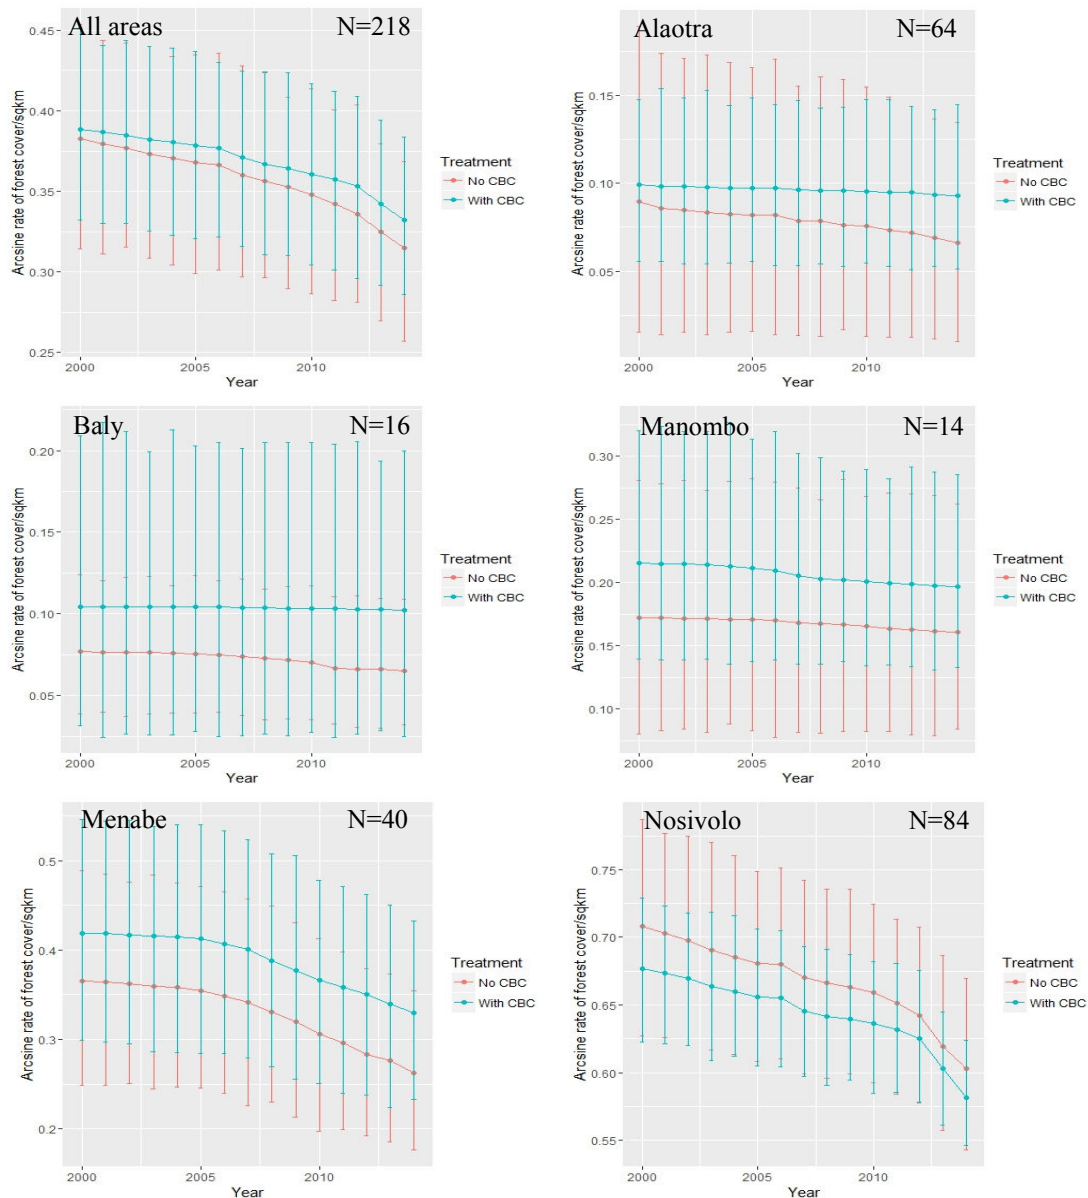 All areas N=218
Arcsine rate of forest cover/sqkm
0.45
0.40
0.35
0.30
0.25
2000 2005 2010
Year
Treatment
No CBC
With CBC
Alaotra N=64
Arcsine rate of forest cover/sqkm
0.15
0.10
0.05
2000 2005 2010
Year
Treatment
No CBC
With CBC
Baly N=16
Arcsine rate of forest cover/sqkm
0.20
0.15
0.10
0.05
2000 2005 2010
Year
Treatment
No CBC
With CBC
Manombo N=14
Arcsine rate of forest cover/sqkm
0.30
0.25
0.20
0.15
0.10
2000 2005 2010
Year
Treatment
No CBC
With CBC
Menabe N=40
Arcsine rate of forest cover/sqkm
0.5
0.4
0.3
0.2
2000 2005 2010
Year
Treatment
No CBC
With CBC
Nosivolo N=84
Arcsine rate of forest cover/sqkm
0.75
0.70
0.65
0.60
0.55
2000 2005 2010
Year
Treatment
No CBC
With CBC